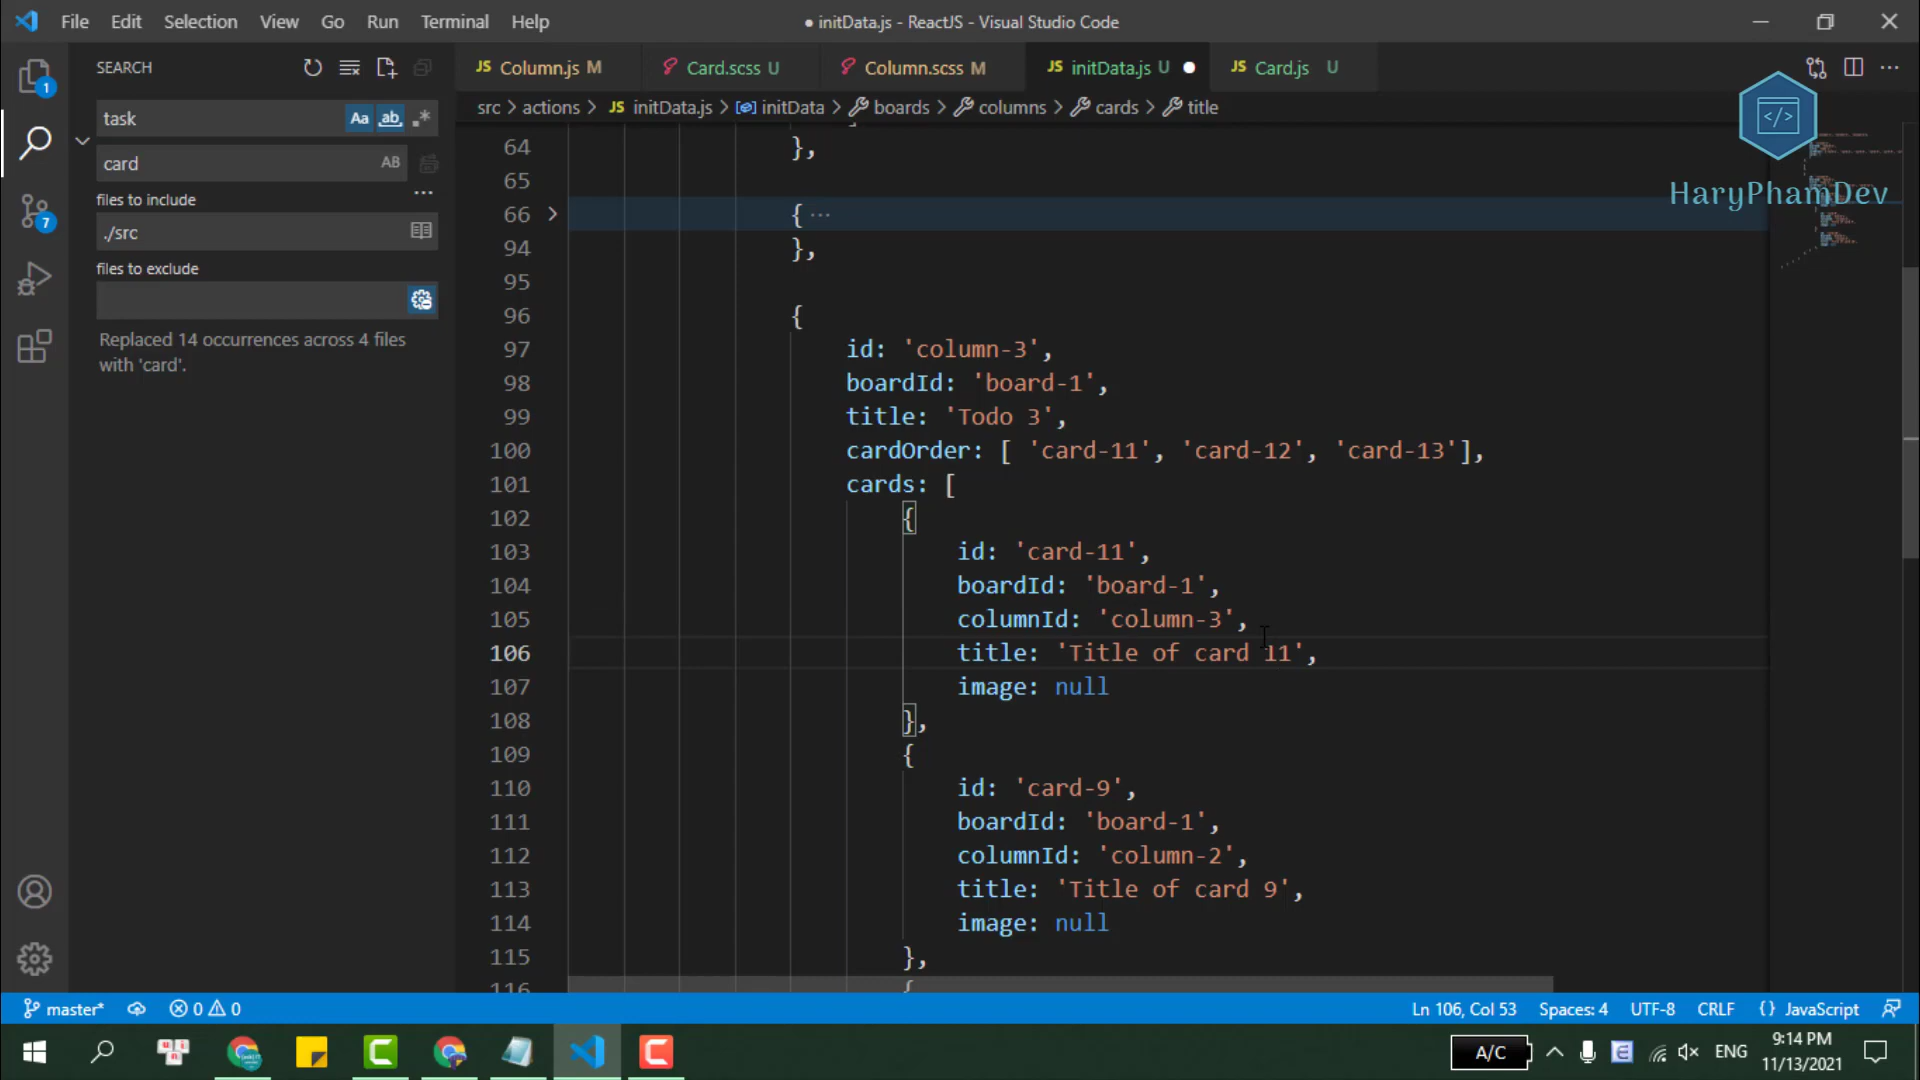 File Edit Selection View Go Run Terminal Help
● initData.js - ReactJS - Visual Studio Code
SEARCH
task
Aa ab
card
AB
files to include
./src
files to exclude
Replaced 14 occurrences across 4 files
with 'card'.
1
7
JS Column.js M
Card.scss U
Column.scss M
JS initData.js U ●
JS Card.js U
src > actions > JS initData.js > initData > boards > columns > cards > title
</>
HaryPhamDev
64 },
65
66 { ···
94 },
95
96 {
97 id: 'column-3',
98 boardId: 'board-1',
99 title: 'Todo 3',
100 cardOrder: [ 'card-11', 'card-12', 'card-13'],
101 cards: [
102 {
103 id: 'card-11',
104 boardId: 'board-1',
105 columnId: 'column-3',
106 title: 'Title of card 11',
107 image: null
108 },
109 {
110 id: 'card-9',
111 boardId: 'board-1',
112 columnId: 'column-2',
113 title: 'Title of card 9',
114 image: null
115 },
116 {
master* 0 0
Ln 106, Col 53 Spaces: 4 UTF-8 CRLF {} JavaScript
A/C
ENG
9:14 PM
11/13/2021